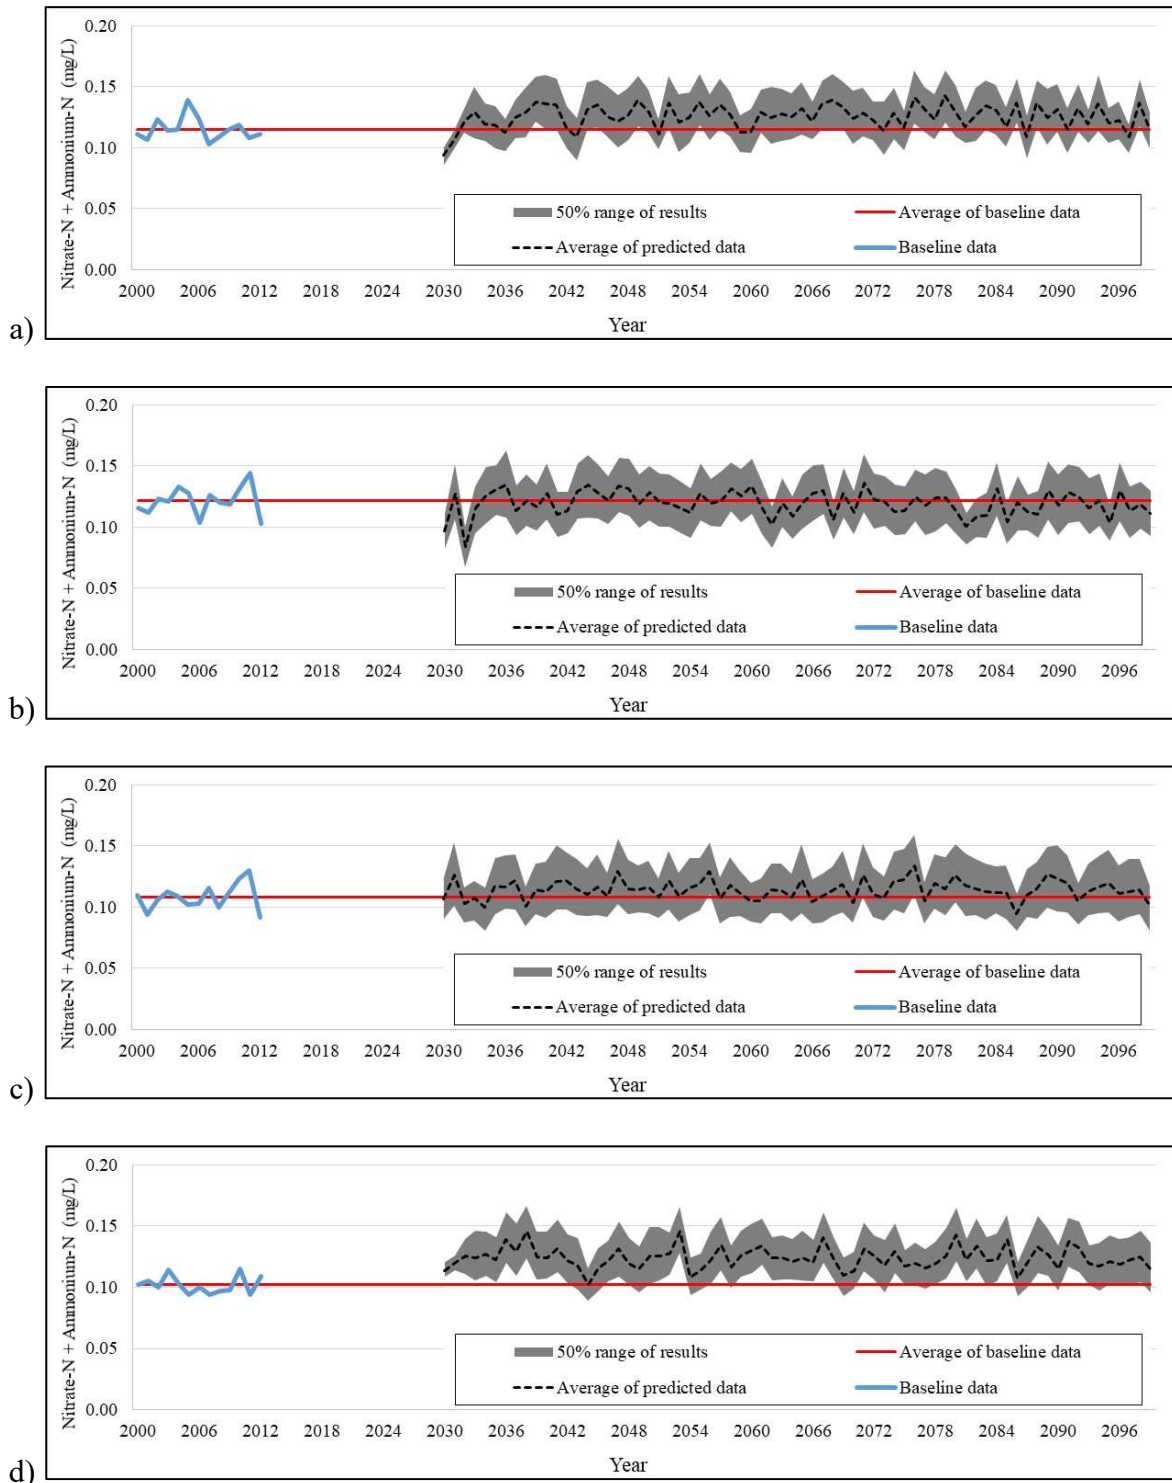 Nitrate-N + Ammonium-N (mg/L)
0.20
0.15
0.10
0.05
0.00
2000 2006 2012 2018 2024 2030 2036 2042 2048 2054 2060 2066 2072 2078 2084 2090 2096
Year
50% range of results
Average of baseline data
Average of predicted data
Baseline data
a)
Nitrate-N + Ammonium-N (mg/L)
0.20
0.15
0.10
0.05
0.00
2000 2006 2012 2018 2024 2030 2036 2042 2048 2054 2060 2066 2072 2078 2084 2090 2096
Year
50% range of results
Average of baseline data
Average of predicted data
Baseline data
b)
Nitrate-N + Ammonium-N (mg/L)
0.20
0.15
0.10
0.05
0.00
2000 2006 2012 2018 2024 2030 2036 2042 2048 2054 2060 2066 2072 2078 2084 2090 2096
Year
50% range of results
Average of baseline data
Average of predicted data
Baseline data
c)
Nitrate-N + Ammonium-N (mg/L)
0.20
0.15
0.10
0.05
0.00
2000 2006 2012 2018 2024 2030 2036 2042 2048 2054 2060 2066 2072 2078 2084 2090 2096
Year
50% range of results
Average of baseline data
Average of predicted data
Baseline data
d)